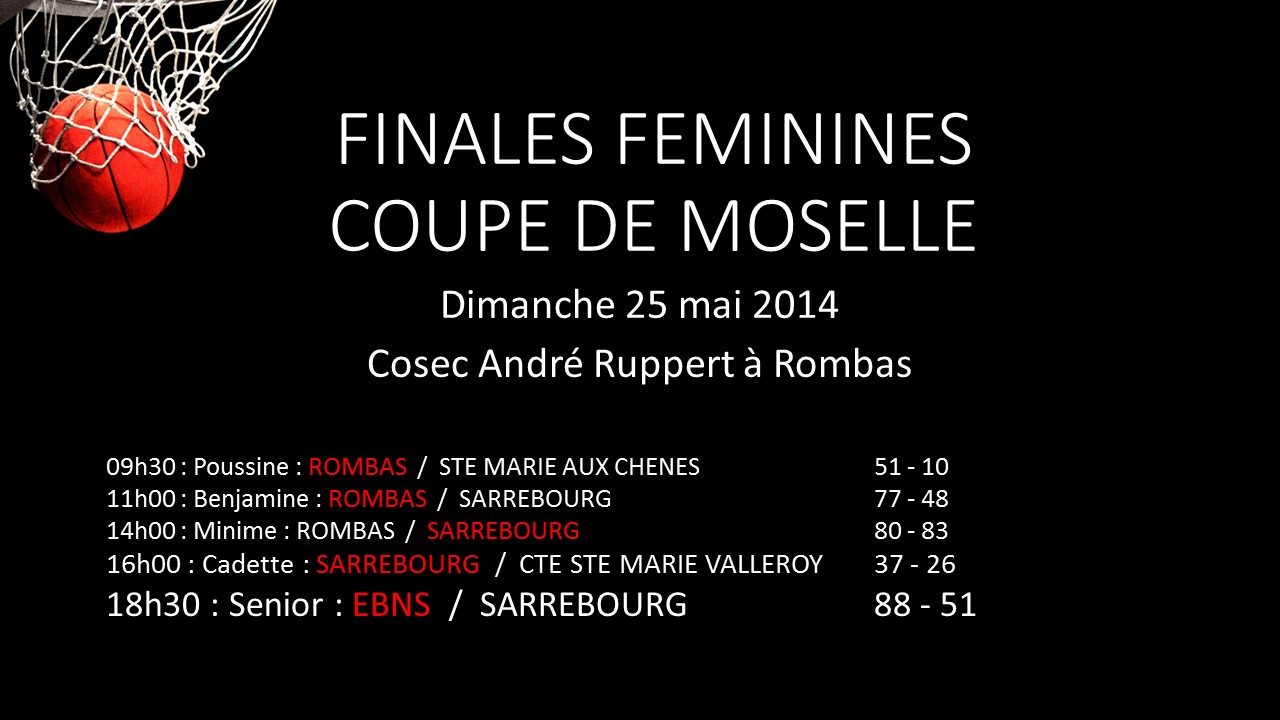 FINALES FEMININES
COUPE DE MOSELLE
Dimanche 25 mai 2014
Cosec André Ruppert à Rombas
09h30 : Poussine : ROMBAS / STE MARIE AUX CHENES 51 - 10
11h00 : Benjamine : ROMBAS / SARREBOURG 77 - 48
14h00 : Minime : ROMBAS / SARREBOURG 80 - 83
16h00 : Cadette : SARREBOURG / CTE STE MARIE VALLEROY 37 - 26
18h30 : Senior : EBNS / SARREBOURG 88 - 51